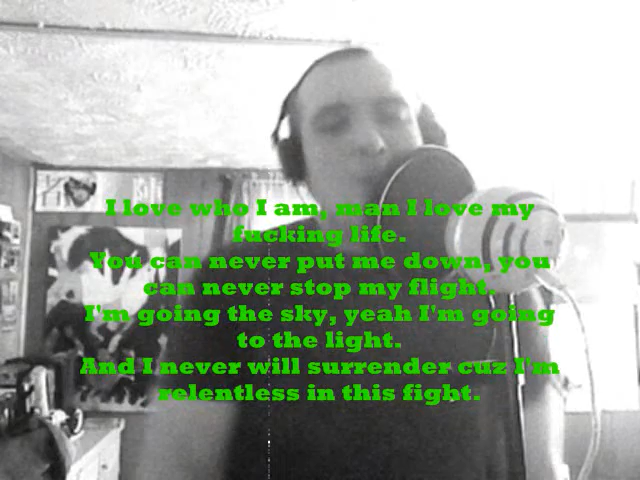 I love who I am, man I love my
fucking life.
You can never put me down, you
can never stop my flight.
I'm going the sky, yeah I'm going
to the light.
And I never will surrender cuz I'm
relentless in this fight.